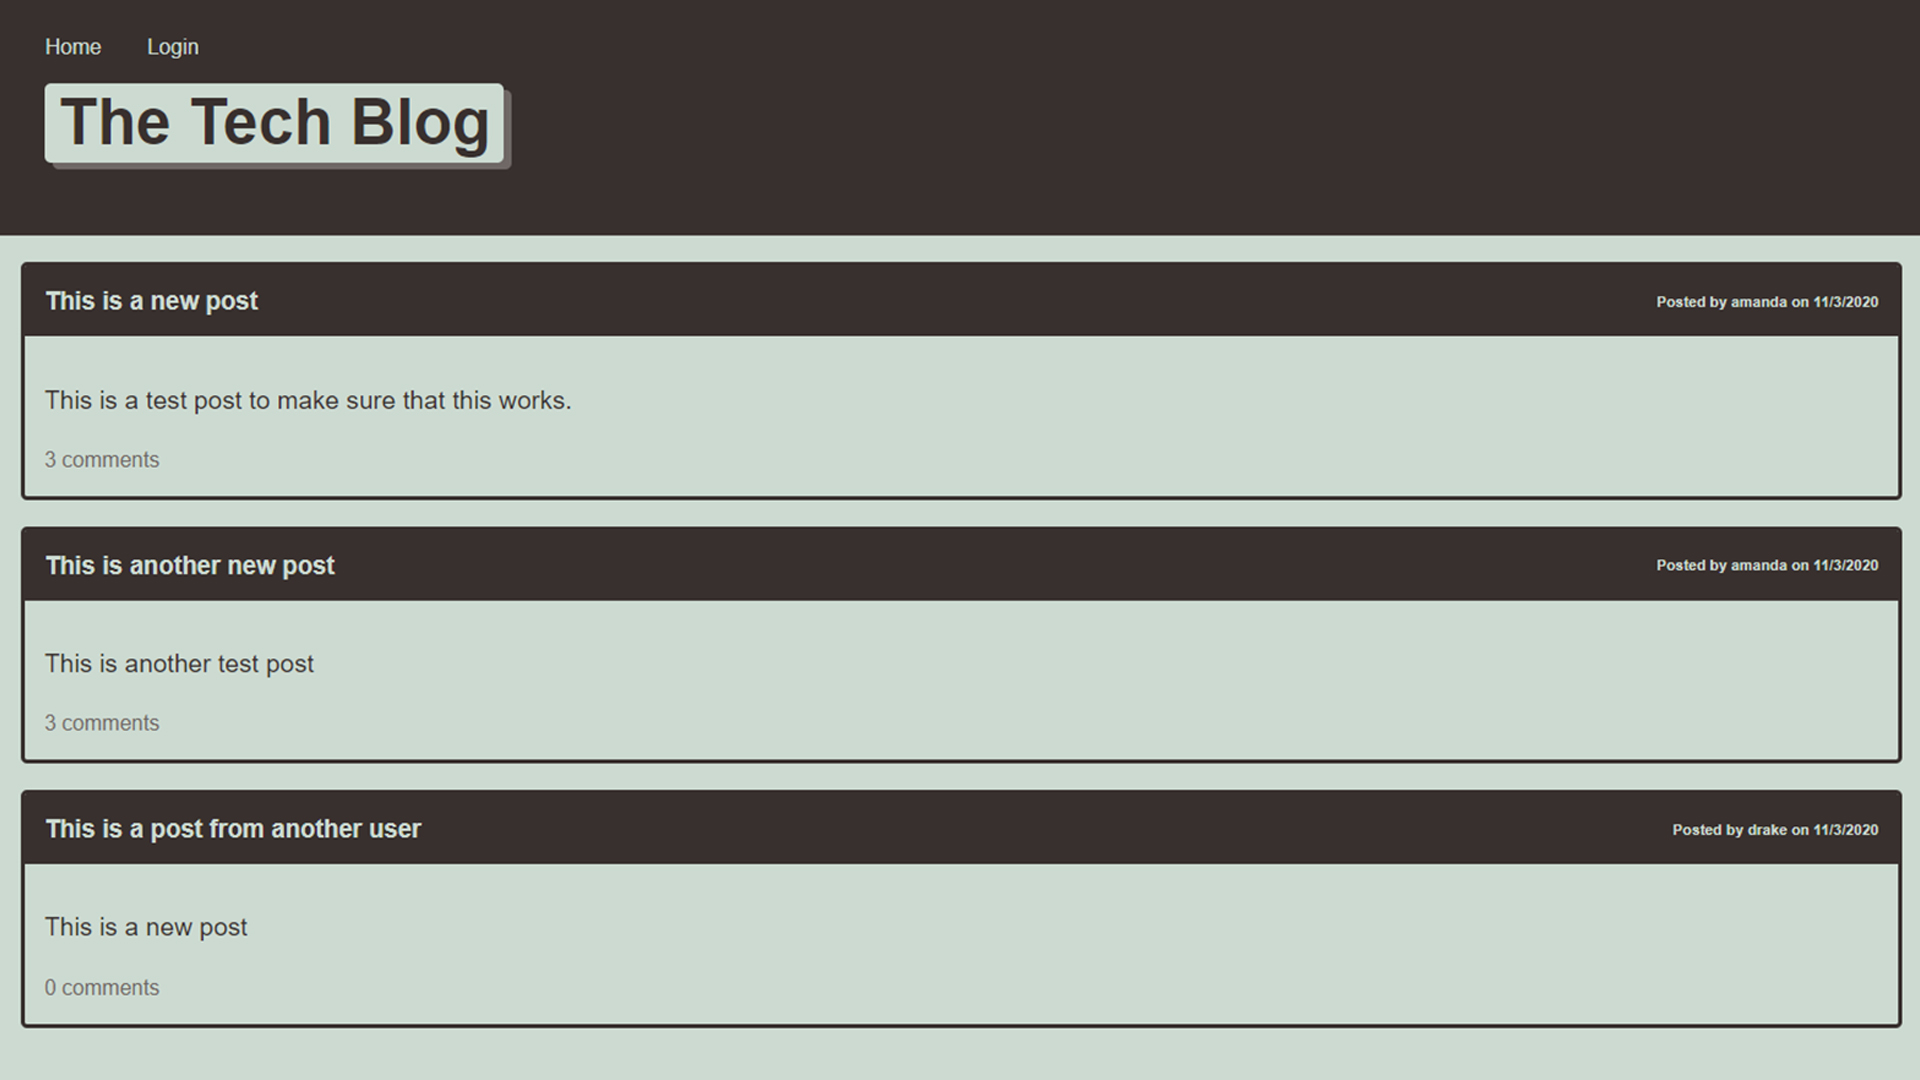 Home Login
The Tech Blog
This is a new post Posted by amanda on 11/3/2020
This is a test post to make sure that this works.
3 comments
This is another new post Posted by amanda on 11/3/2020
This is another test post
3 comments
This is a post from another user Posted by drake on 11/3/2020
This is a new post
0 comments